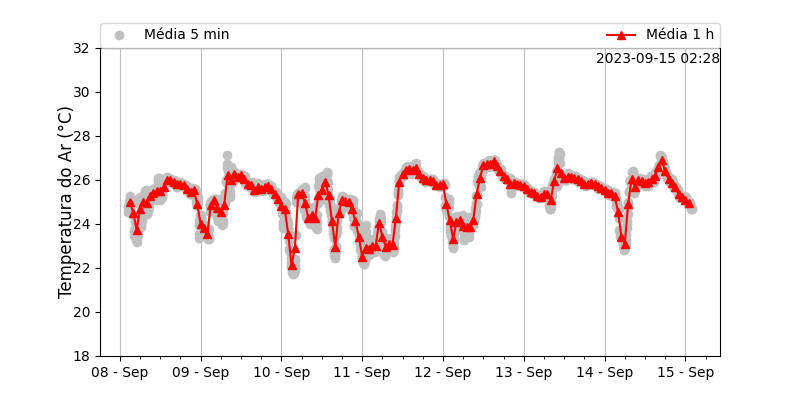 Média 5 min
Média 1 h
2023-09-15 02:28
Temperatura do Ar (°C)
32
30
28
26
24
22
20
18
08 - Sep
09 - Sep
10 - Sep
11 - Sep
12 - Sep
13 - Sep
14 - Sep
15 - Sep